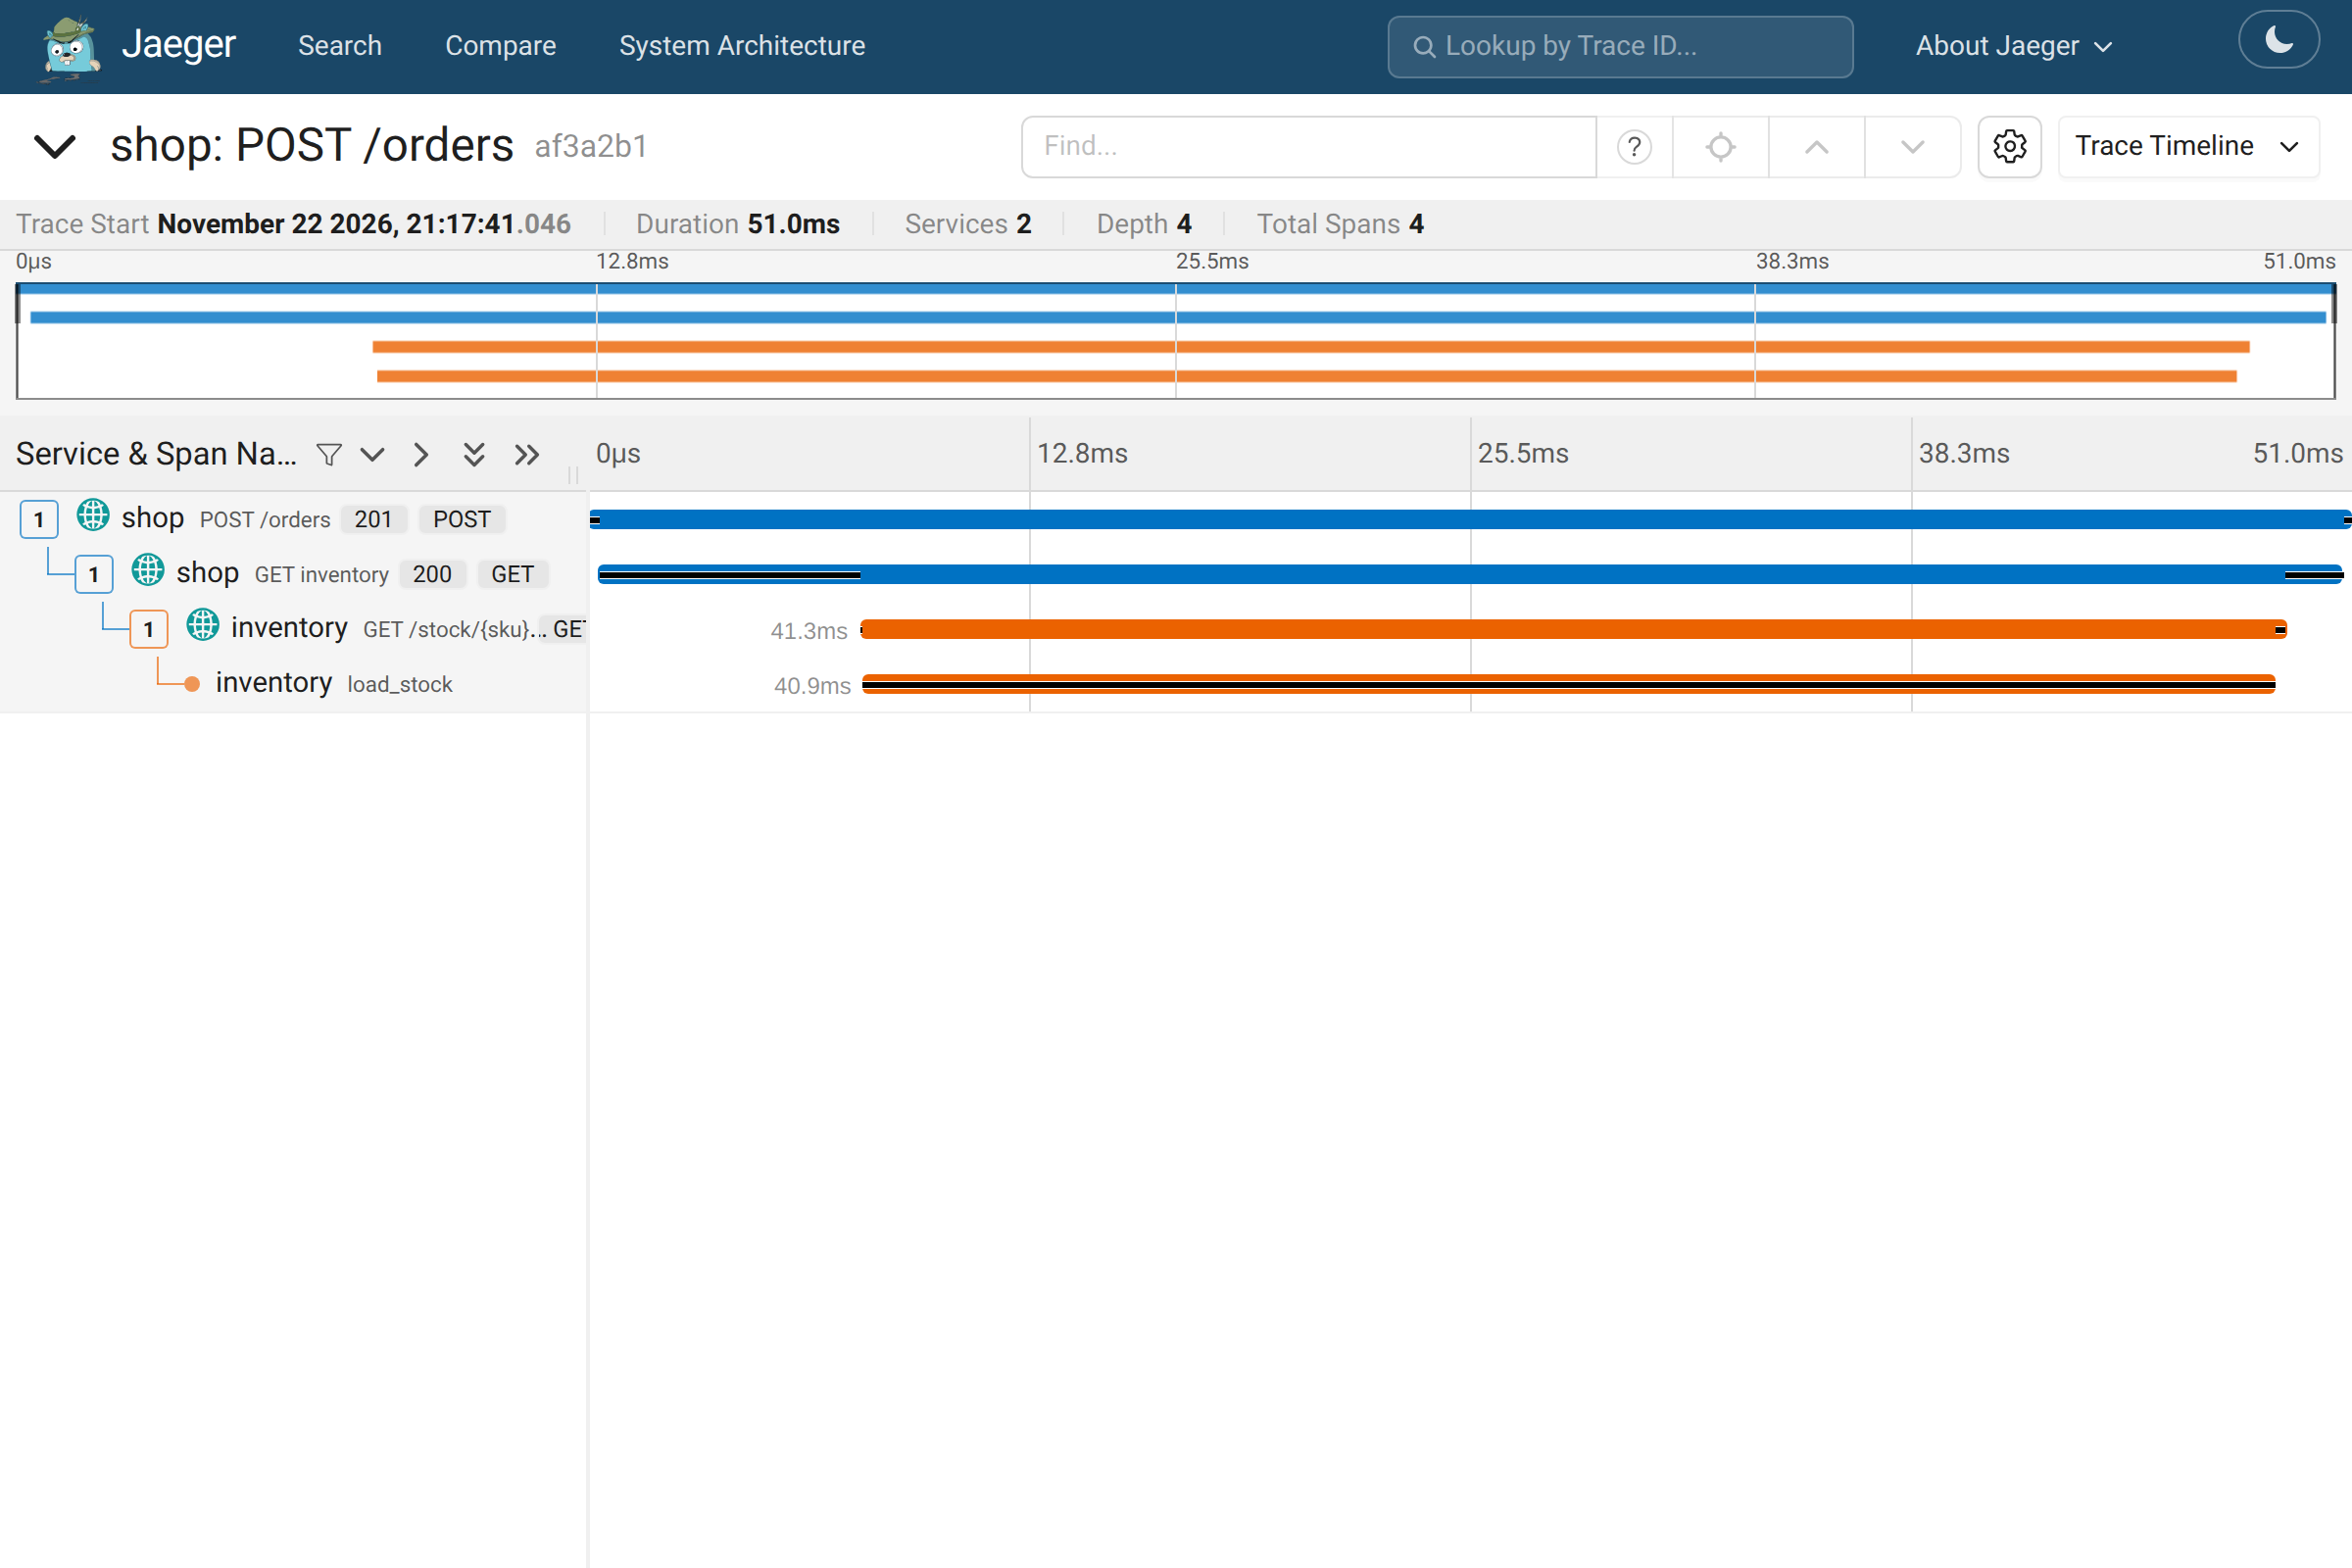 Jaeger Search Compare System Architecture Lookup by Trace ID... About Jaeger
shop: POST /orders af3a2b1 Find... ? Trace Timeline
Trace Start November 22 2026, 21:17:41.046 Duration 51.0ms Services 2 Depth 4 Total Spans 4
0μs 12.8ms 25.5ms 38.3ms 51.0ms
Service & Span Na... 0μs 12.8ms 25.5ms 38.3ms 51.0ms
1 shop POST /orders 201 POST
1 shop GET inventory 200 GET
1 inventory GET /stock/{sku}... GET 41.3ms
inventory load_stock 40.9ms